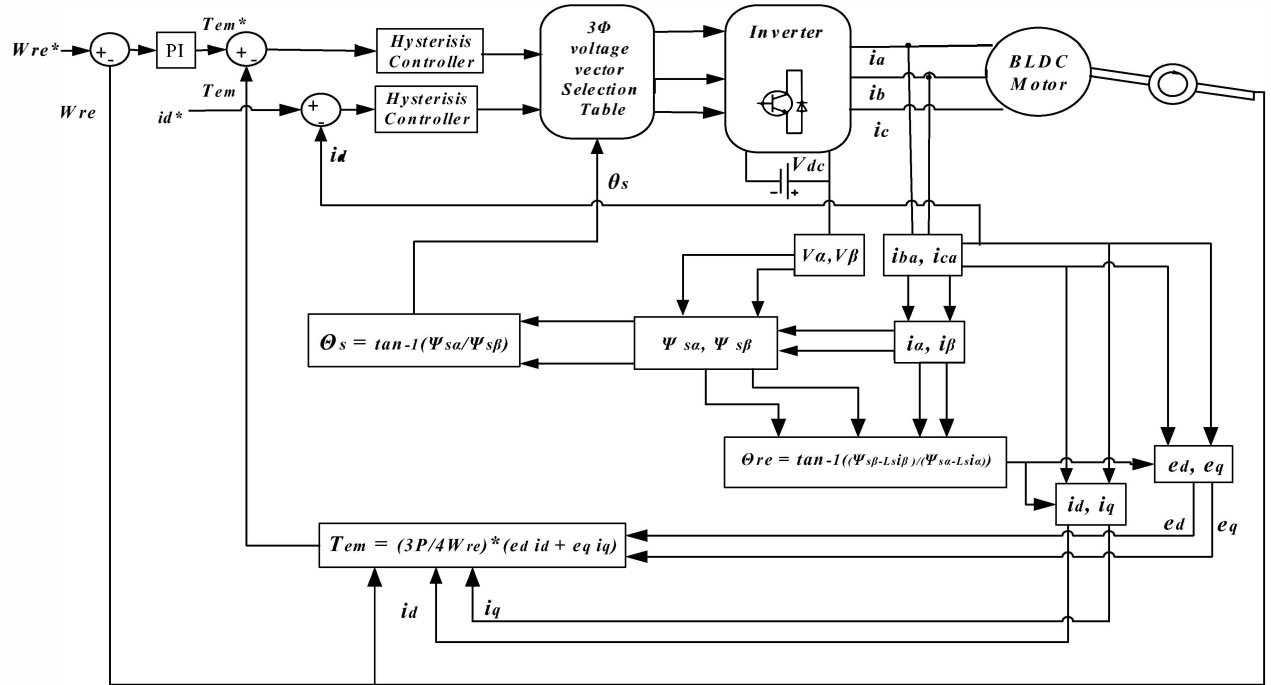 Wre*
+
-
PI
Tem*
+
-
Hysterisis
Controller
3Φ
voltage
vector
Selection
Table
Inverter
ia
ib
ic
BLDC
Motor
Wre
Tem
id*
+
-
Hysterisis
Controller
id
θs
Vdc
-
+
Vα,Vβ
iba, ica
Θs = tan-1(Ψsα/Ψsβ)
Ψ sα, Ψ sβ
iα, iβ
Θre = tan-1((Ψsβ-Lsiβ )/(Ψsα-Lsiα))
ed, eq
id, iq
ed
eq
Tem = (3P/4Wre)*(ed id + eq iq)
id
iq